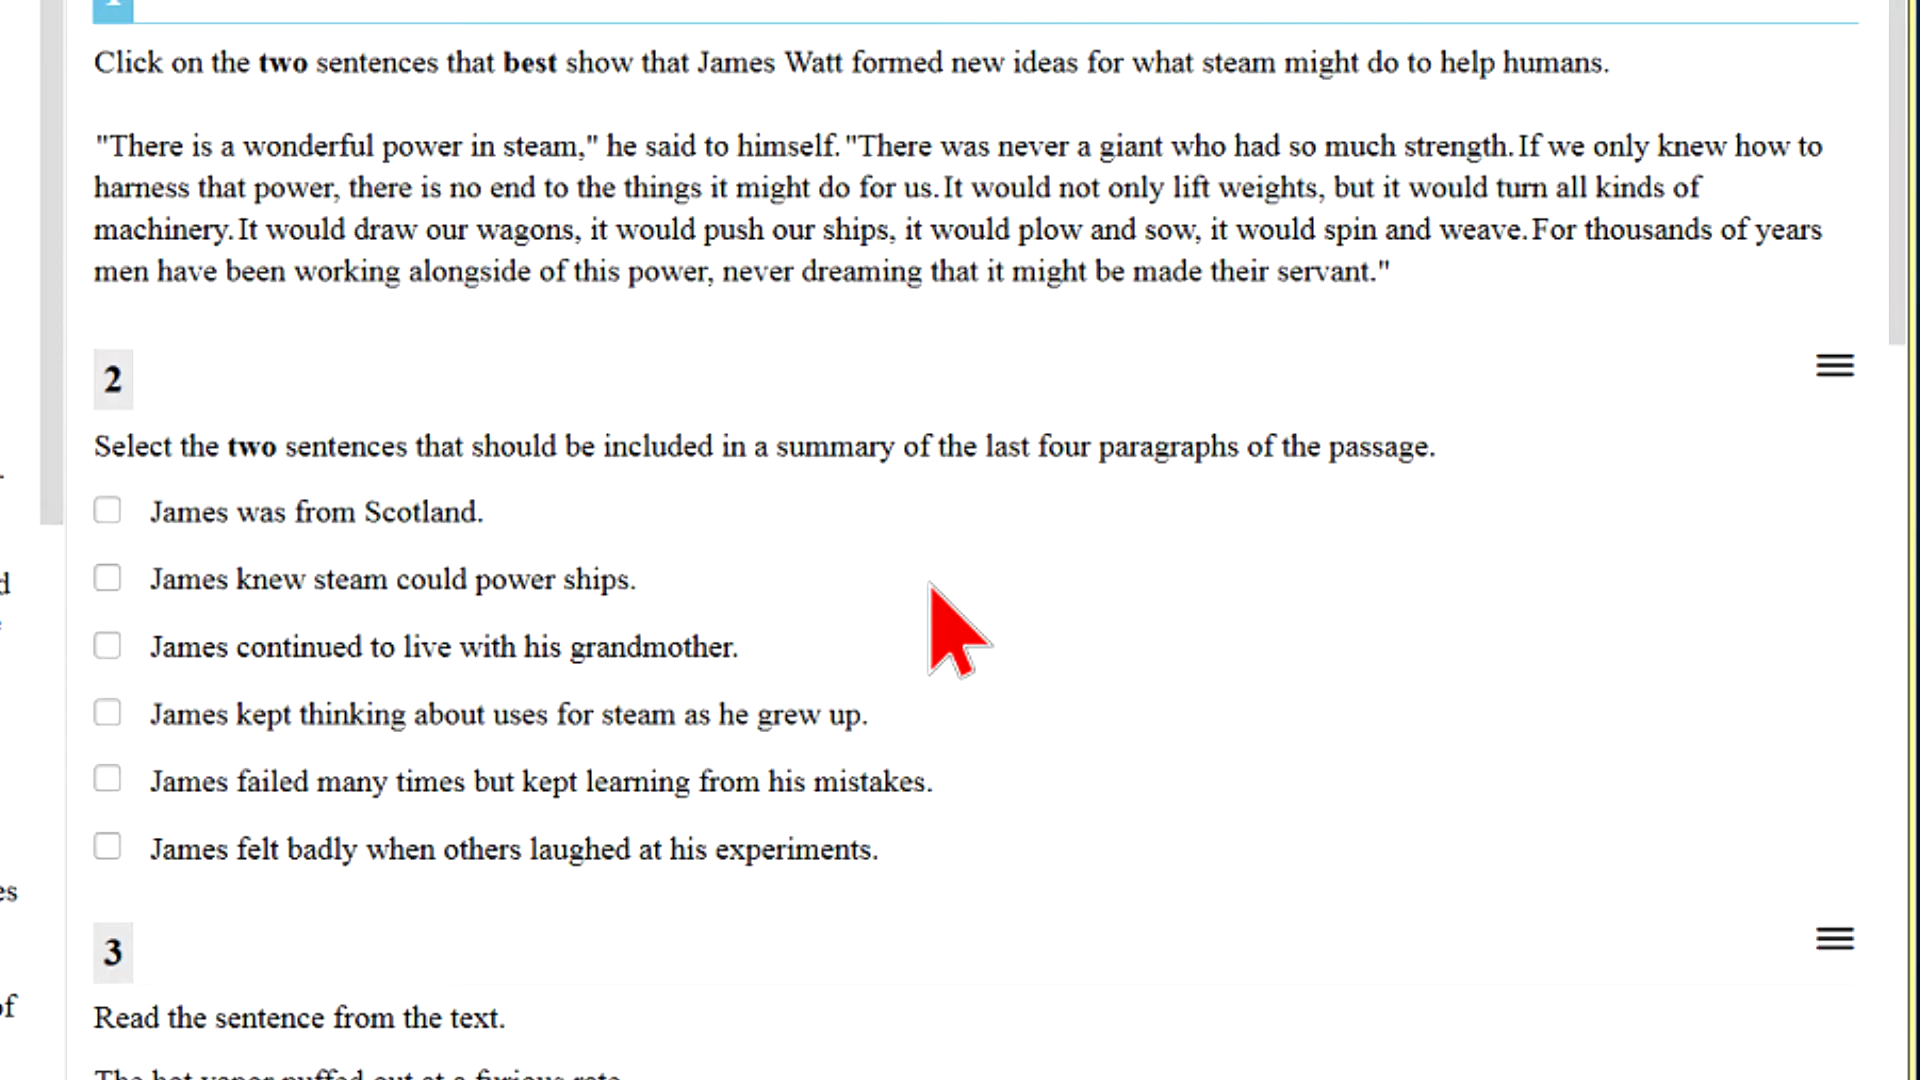 Click on the two sentences that best show that James Watt formed new ideas for what steam might do to help humans.
"There is a wonderful power in steam," he said to himself. "There was never a giant who had so much strength. If we only knew how to
harness that power, there is no end to the things it might do for us. It would not only lift weights, but it would turn all kinds of
machinery. It would draw our wagons, it would push our ships, it would plow and sow, it would spin and weave. For thousands of years
men have been working alongside of this power, never dreaming that it might be made their servant."
2
Select the two sentences that should be included in a summary of the last four paragraphs of the passage.
James was from Scotland.
James knew steam could power ships.
James continued to live with his grandmother.
James kept thinking about uses for steam as he grew up.
James failed many times but kept learning from his mistakes.
James felt badly when others laughed at his experiments.
3
Read the sentence from the text.
The hot vapor puffed out at a furious rate.